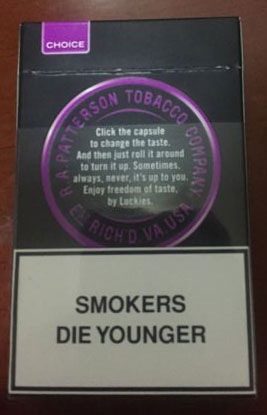 CHOICE
R.A.PATTERSON TOBACCO COMPANY
Click the capsule
to change the taste.
And then just roll it around
to turn it up. Sometimes,
always, never, it's up to you.
Enjoy freedom of taste,
by Luckies.
RICH'D. VA USA
SMOKERS
DIE YOUNGER